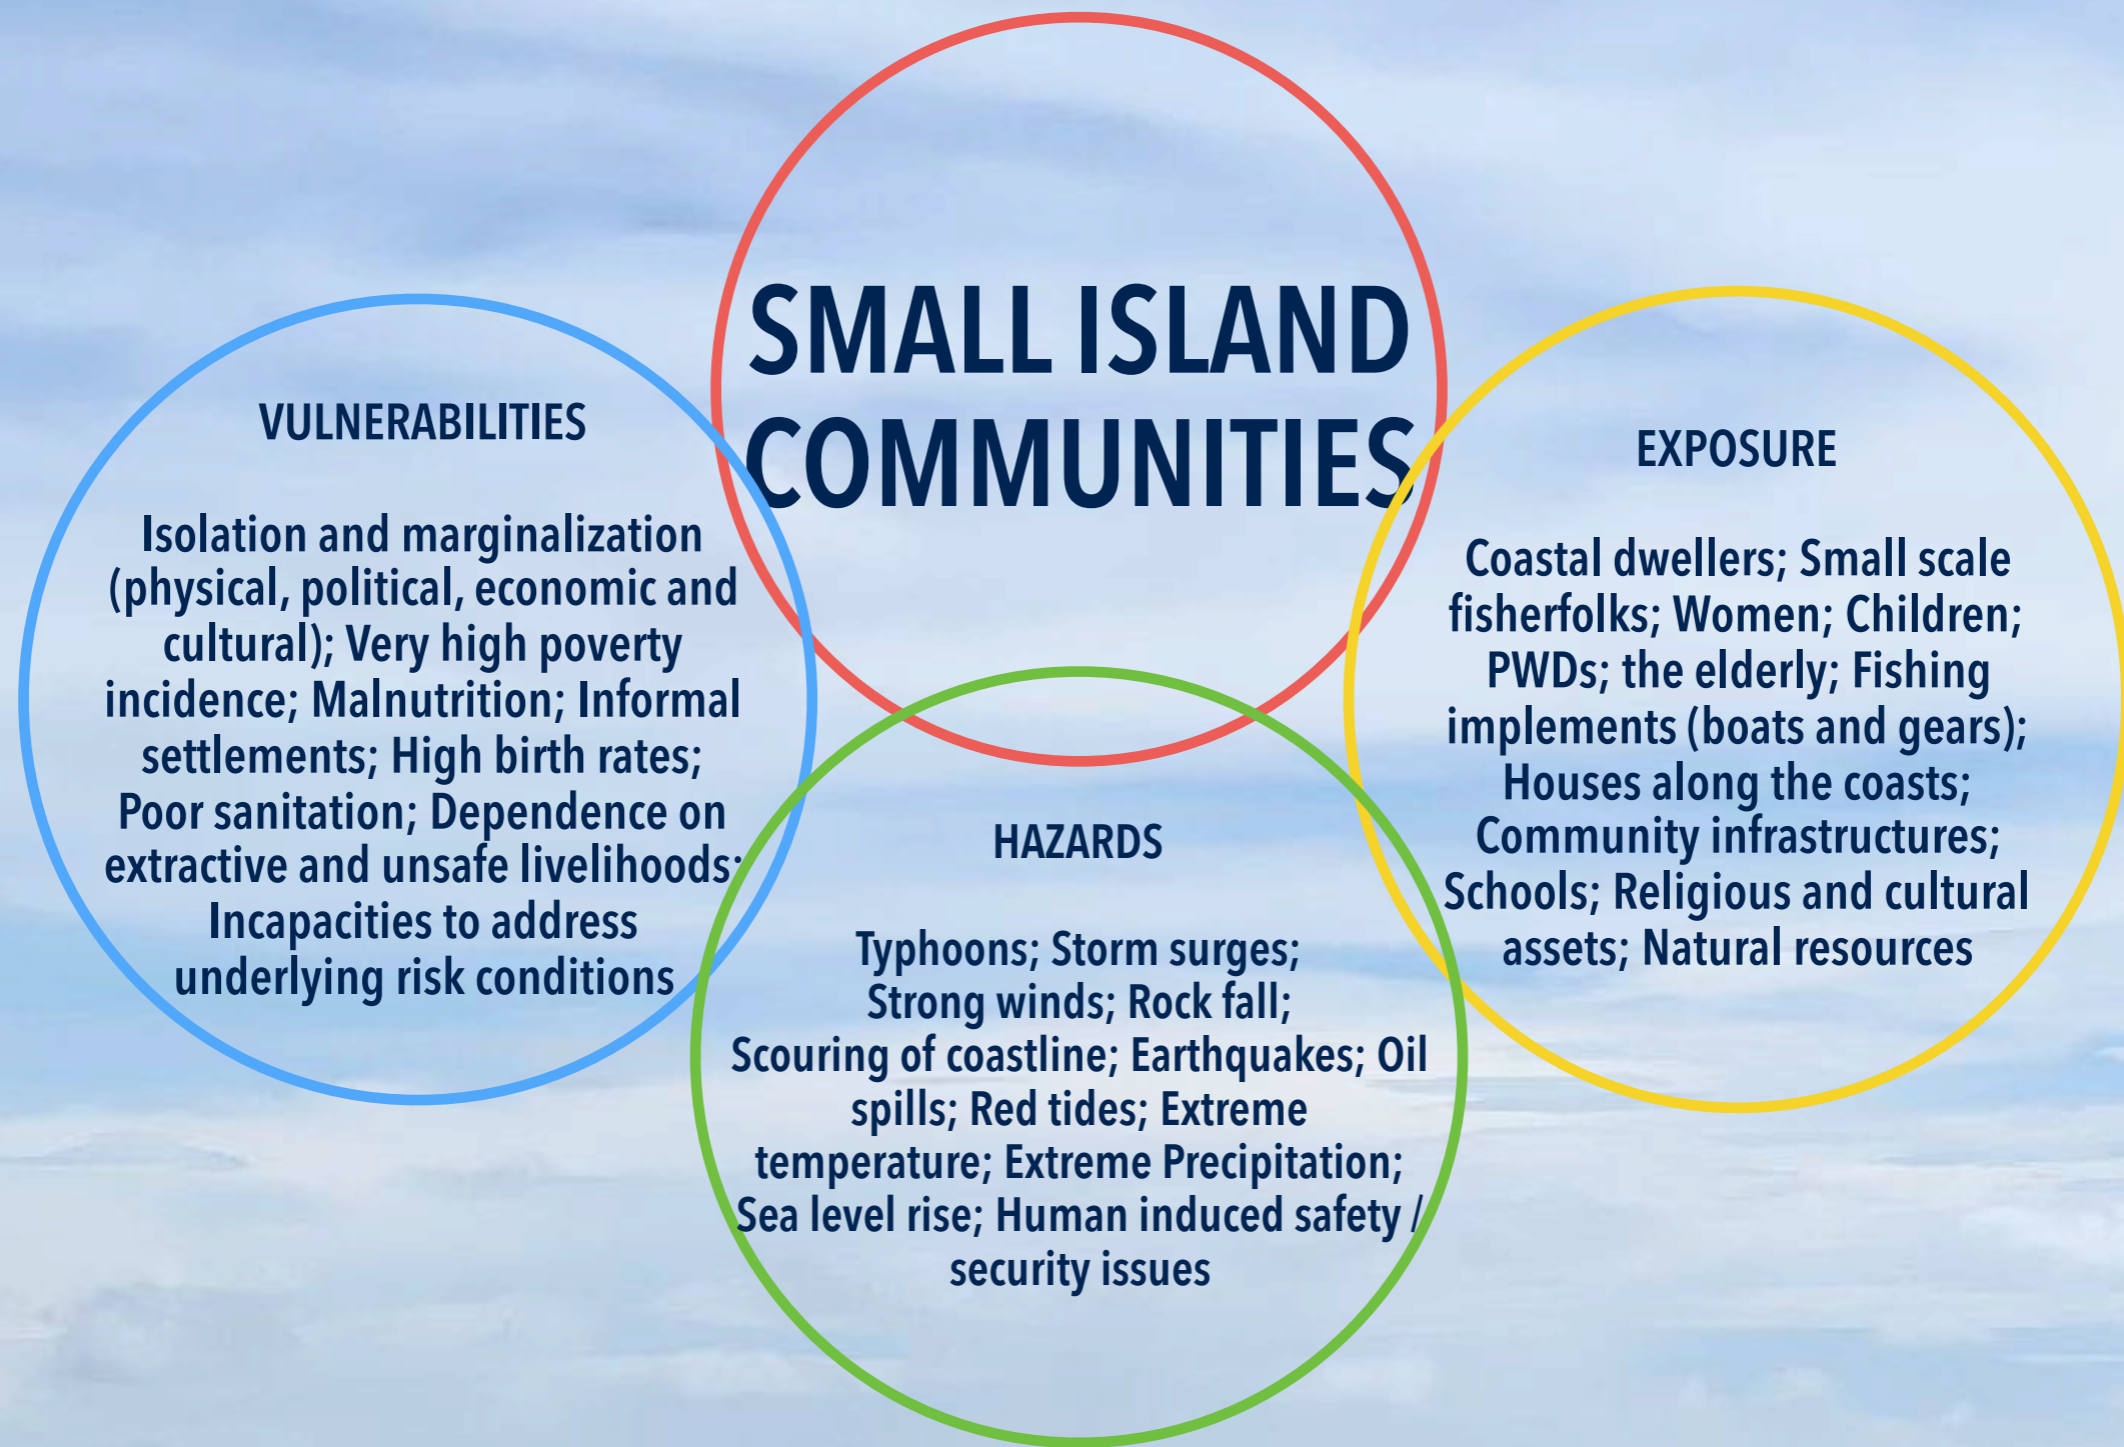 SMALL ISLAND
COMMUNITIES
VULNERABILITIES
Isolation and marginalization
(physical, political, economic and
cultural); Very high poverty
incidence; Malnutrition; Informal
settlements; High birth rates;
Poor sanitation; Dependence on
extractive and unsafe livelihoods;
Incapacities to address
underlying risk conditions
HAZARDS
Typhoons; Storm surges;
Strong winds; Rock fall;
Scouring of coastline; Earthquakes; Oil
spills; Red tides; Extreme
temperature; Extreme Precipitation;
Sea level rise; Human induced safety /
security issues
EXPOSURE
Coastal dwellers; Small scale
fisherfolks; Women; Children;
PWDs; the elderly; Fishing
implements (boats and gears);
Houses along the coasts;
Community infrastructures;
Schools; Religious and cultural
assets; Natural resources